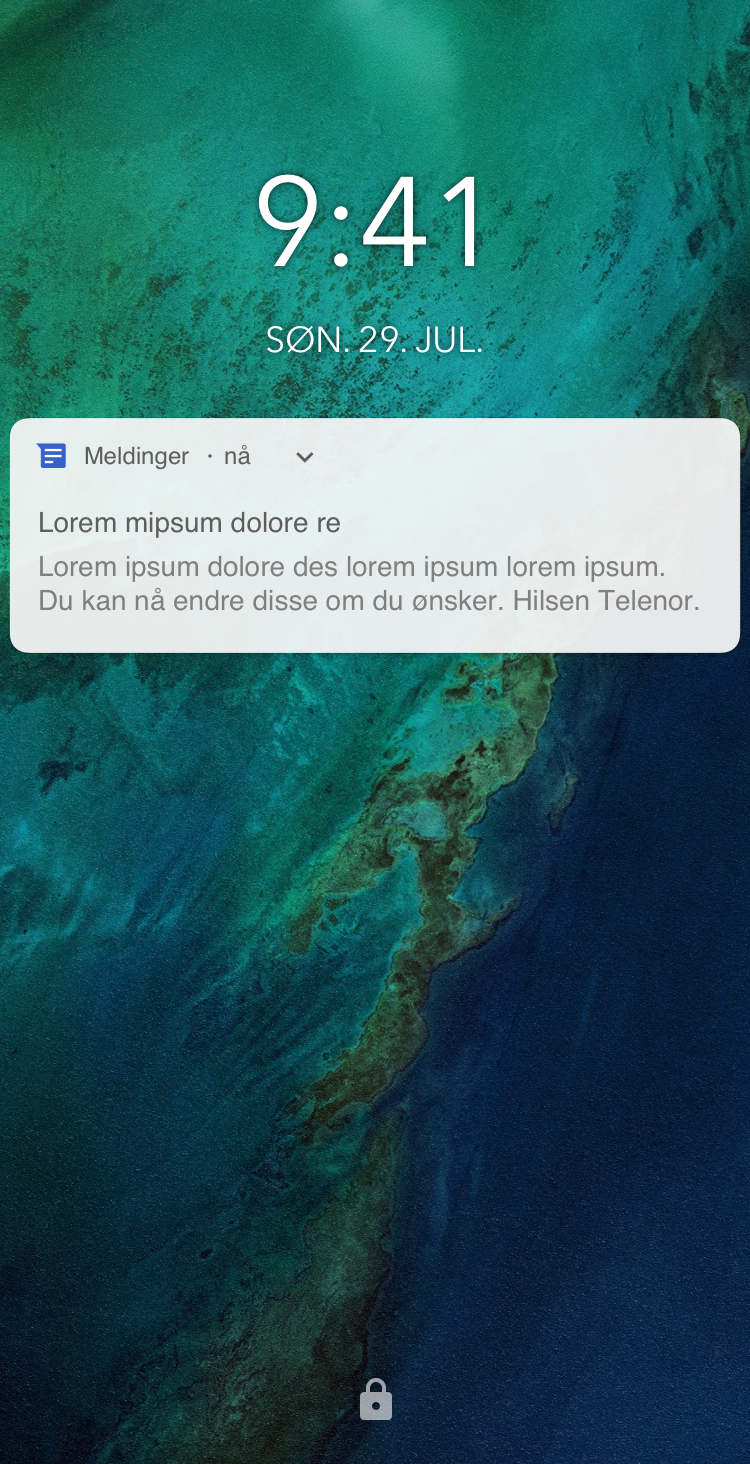 9:41
SØN. 29. JUL.
Meldinger · nå
Lorem mipsum dolore re
Lorem ipsum dolore des lorem ipsum lorem ipsum.
Du kan nå endre disse om du ønsker. Hilsen Telenor.